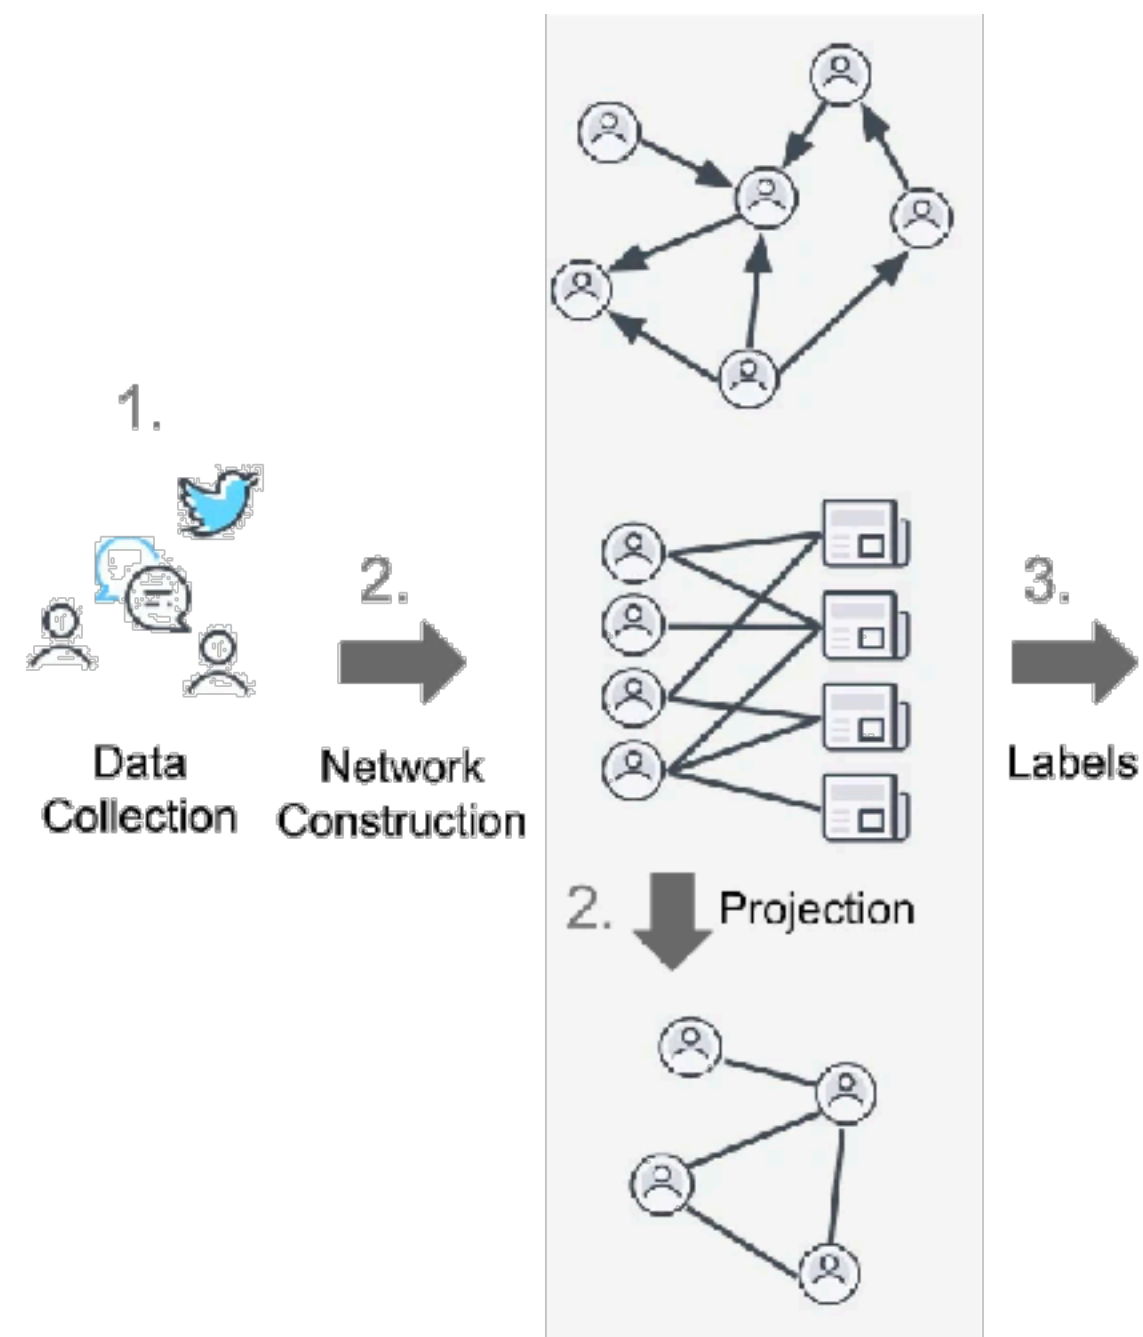 1.
Data
Collection
2.
Network
Construction
2.
Projection
3.
Labels